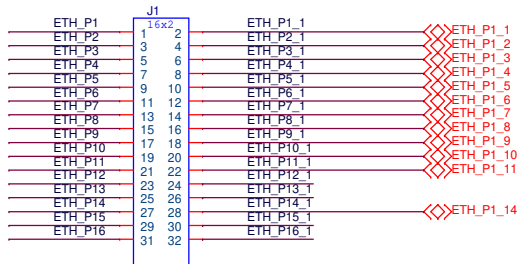 J1
16x2
ETH_P1 1 2 ETH_P1_1 ETH_P1_1
ETH_P2 3 4 ETH_P2_1 ETH_P1_2
ETH_P3 5 6 ETH_P3_1 ETH_P1_3
ETH_P4 7 8 ETH_P4_1 ETH_P1_4
ETH_P5 9 10 ETH_P5_1 ETH_P1_5
ETH_P6 11 12 ETH_P6_1 ETH_P1_6
ETH_P7 13 14 ETH_P7_1 ETH_P1_7
ETH_P8 15 16 ETH_P8_1 ETH_P1_8
ETH_P9 17 18 ETH_P9_1 ETH_P1_9
ETH_P10 19 20 ETH_P10_1 ETH_P1_10
ETH_P11 21 22 ETH_P11_1 ETH_P1_11
ETH_P12 23 24 ETH_P12_1
ETH_P13 25 26 ETH_P13_1
ETH_P14 27 28 ETH_P14_1 ETH_P1_14
ETH_P15 29 30 ETH_P15_1
ETH_P16 31 32 ETH_P16_1